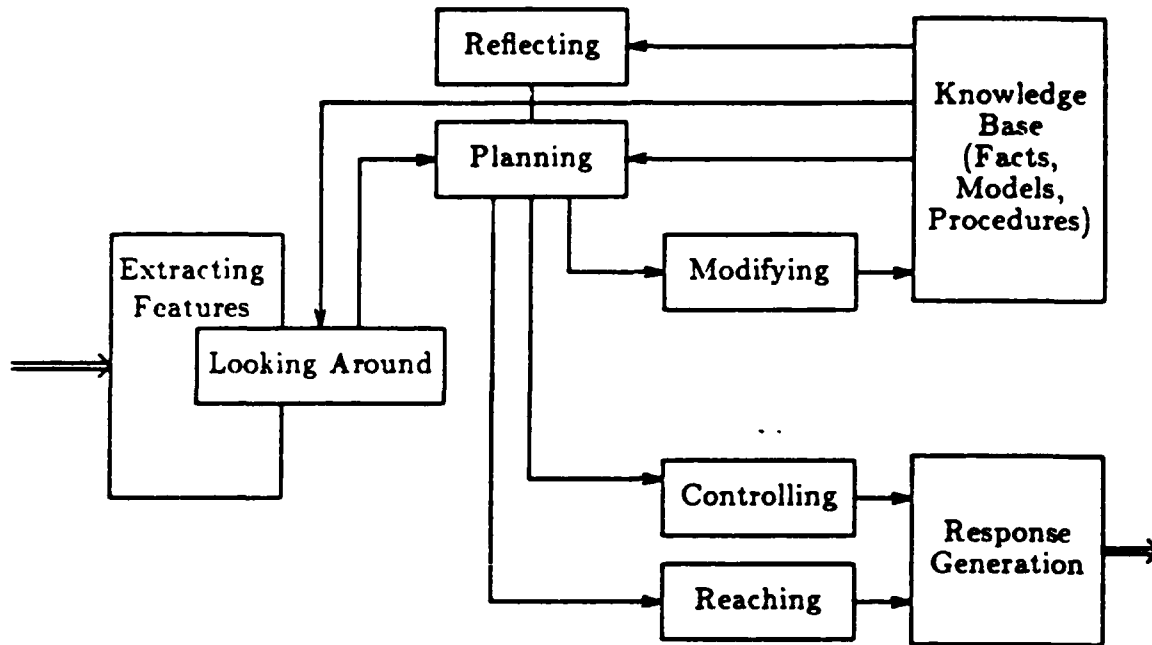 Reflecting
Knowledge
Base
(Facts,
Models,
Procedures)
Planning
Extracting
Features
Modifying
Looking Around
Controlling
Response
Generation
Reaching